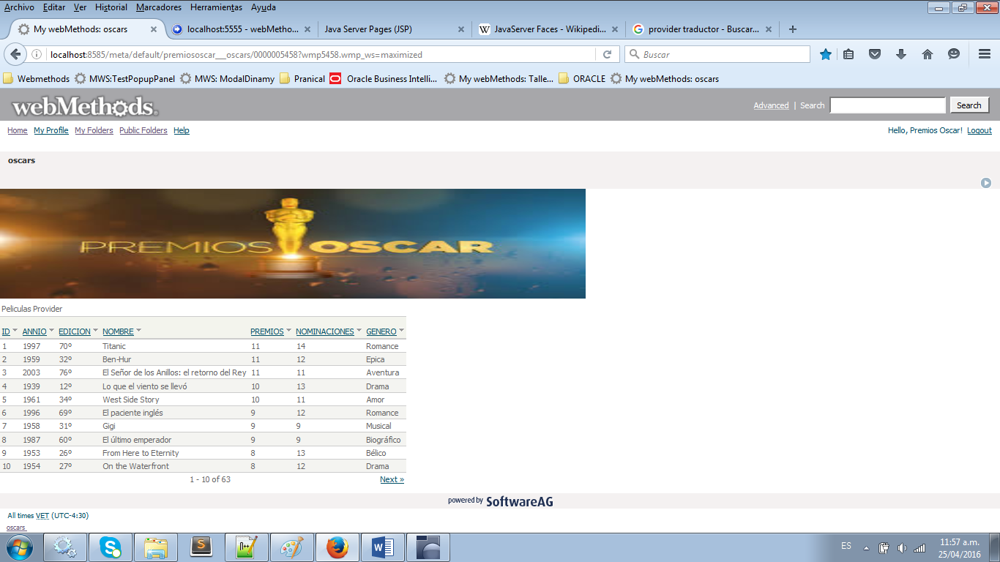 Archivo Editar Ver Historial Marcadores Herramientas Ayuda
My webMethods: oscars
localhost:5555 - webMetho...
Java Server Pages (JSP)
W JavaServer Faces - Wikipedi...
G provider traductor - Buscar...
localhost:8585/meta/default/premiososcar___oscars/0000005458?wmp5458.wmp_ws=maximized
Buscar
Webmethods MWS:TestPopupPanel MWS: ModalDinamy Pranical Oracle Business Intelli... My webMethods: Talle... ORACLE My webMethods: oscars
webMethods.
Advanced | Search Search
Home My Profile My Folders Public Folders Help
Hello, Premios Oscar! Logout
oscars
PREMIOS OSCAR
Peliculas Provider
ID ANNIO EDICION NOMBRE PREMIOS NOMINACIONES GENERO
1 1997 70º Titanic 11 14 Romance
2 1959 32º Ben-Hur 11 12 Epica
3 2003 76º El Señor de los Anillos: el retorno del Rey 11 11 Aventura
4 1939 12º Lo que el viento se llevó 10 13 Drama
5 1961 34º West Side Story 10 11 Amor
6 1996 69º El paciente inglés 9 12 Romance
7 1958 31º Gigi 9 9 Musical
8 1987 60º El último emperador 9 9 Biográfico
9 1953 26º From Here to Eternity 8 13 Bélico
10 1954 27º On the Waterfront 8 12 Drama
1 - 10 of 63 Next »
powered by SoftwareAG
All times VET (UTC-4:30)
oscars
ES
11:57 a.m.
25/04/2016